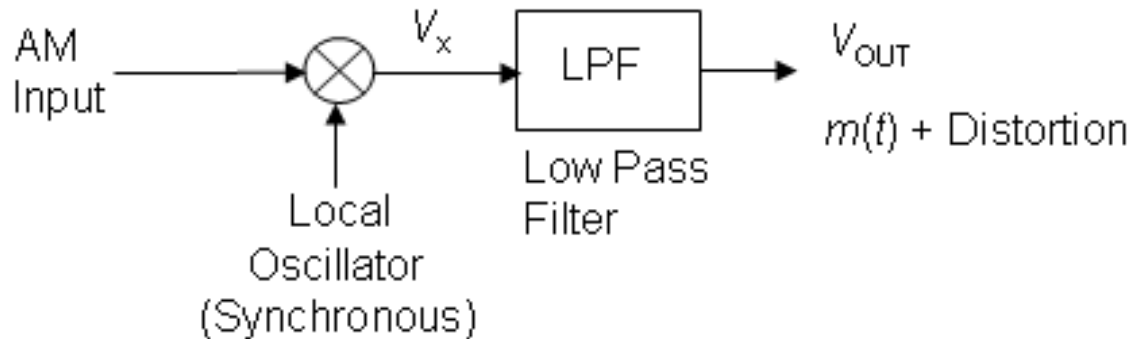 AM
Input
Vx
LPF
VOUT
m(t) + Distortion
Low Pass
Filter
Local
Oscillator
(Synchronous)